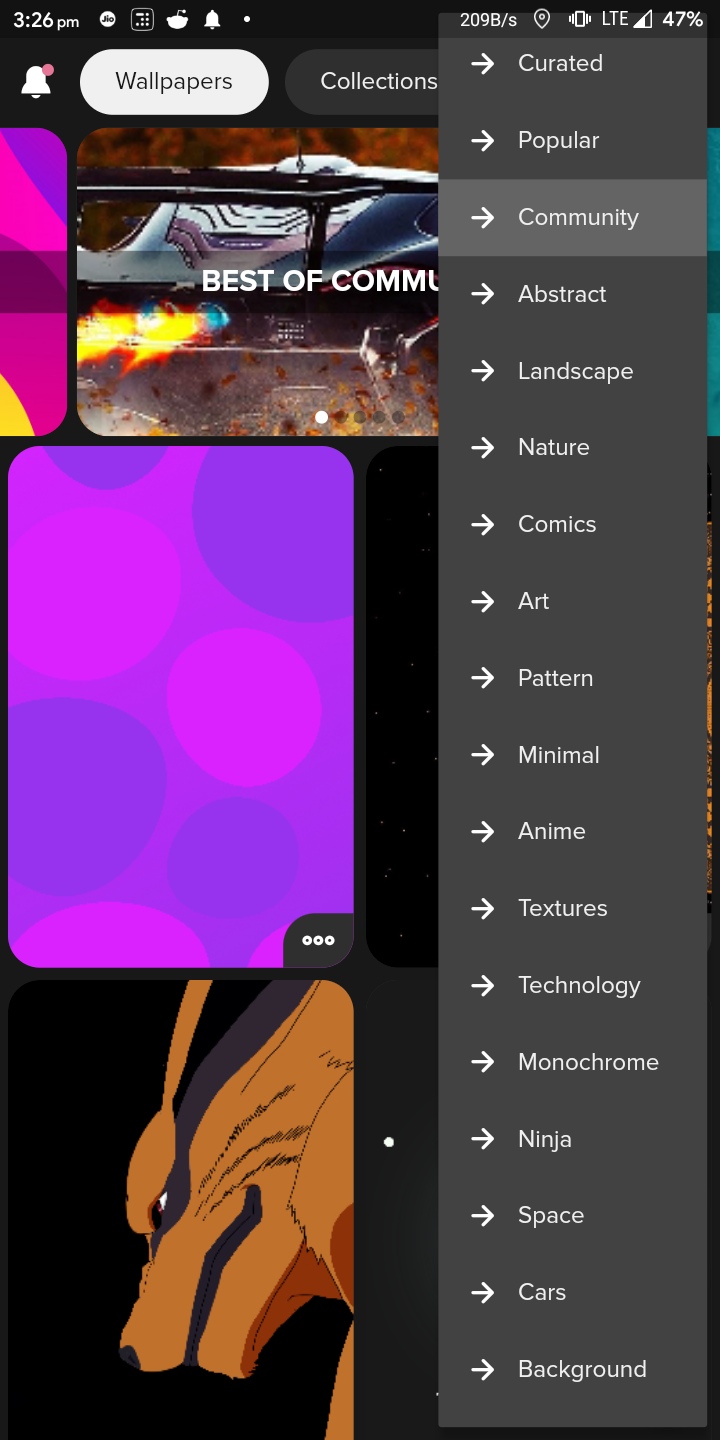 3:26 pm Jio 209B/s LTE 47%
Wallpapers Collections
BEST OF COMMU
Curated
Popular
Community
Abstract
Landscape
Nature
Comics
Art
Pattern
Minimal
Anime
Textures
Technology
Monochrome
Ninja
Space
Cars
Background